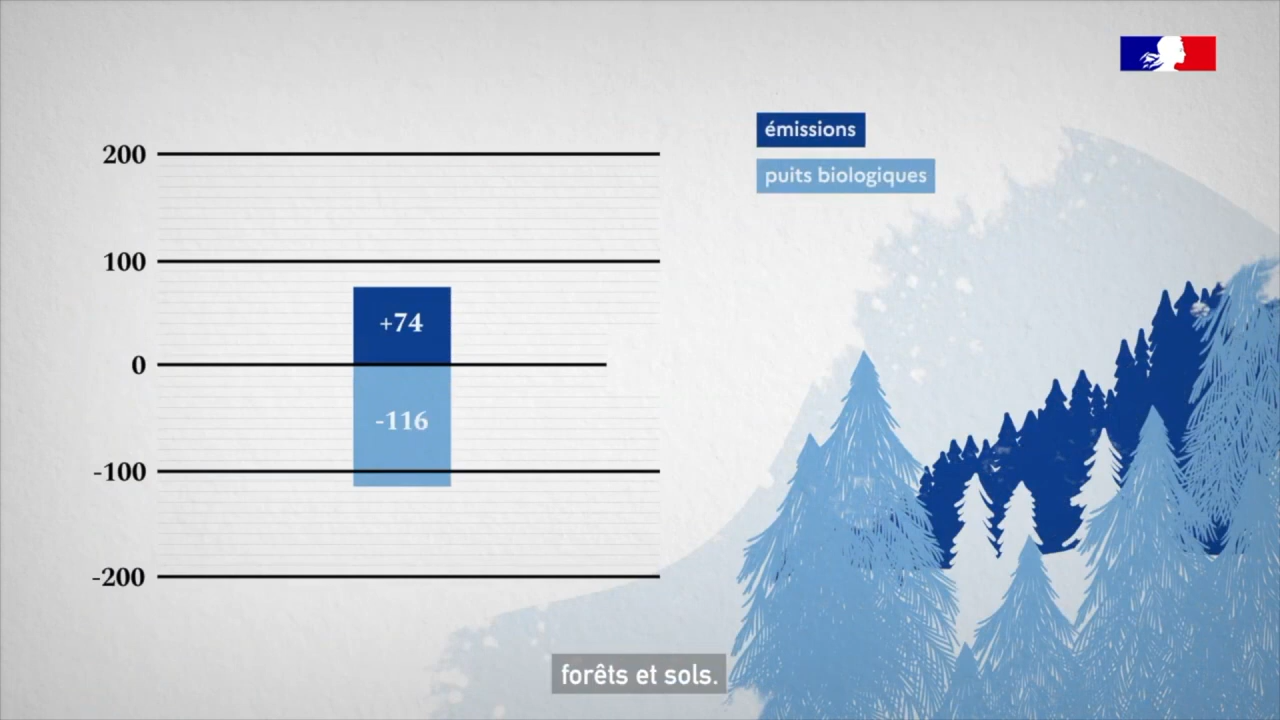 émissions
puits biologiques
200
100
+74
0
-116
-100
-200
forêts et sols.